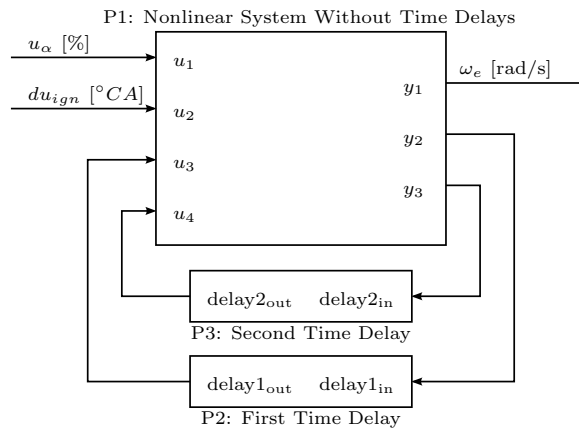 P1: Nonlinear System Without Time Delays
u_α [%]
u_1
ω_e [rad/s]
y_1
du_ign [°CA]
u_2
y_2
u_3
y_3
u_4
delay2_out delay2_in
P3: Second Time Delay
delay1_out delay1_in
P2: First Time Delay